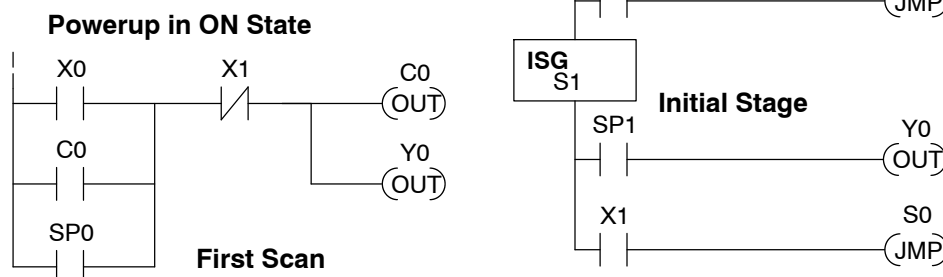 Powerup in ON State
X0
X1
C0
OUT
C0
Y0
OUT
SP0
First Scan
JMP
ISG
S1
Initial Stage
SP1
Y0
OUT
X1
S0
JMP